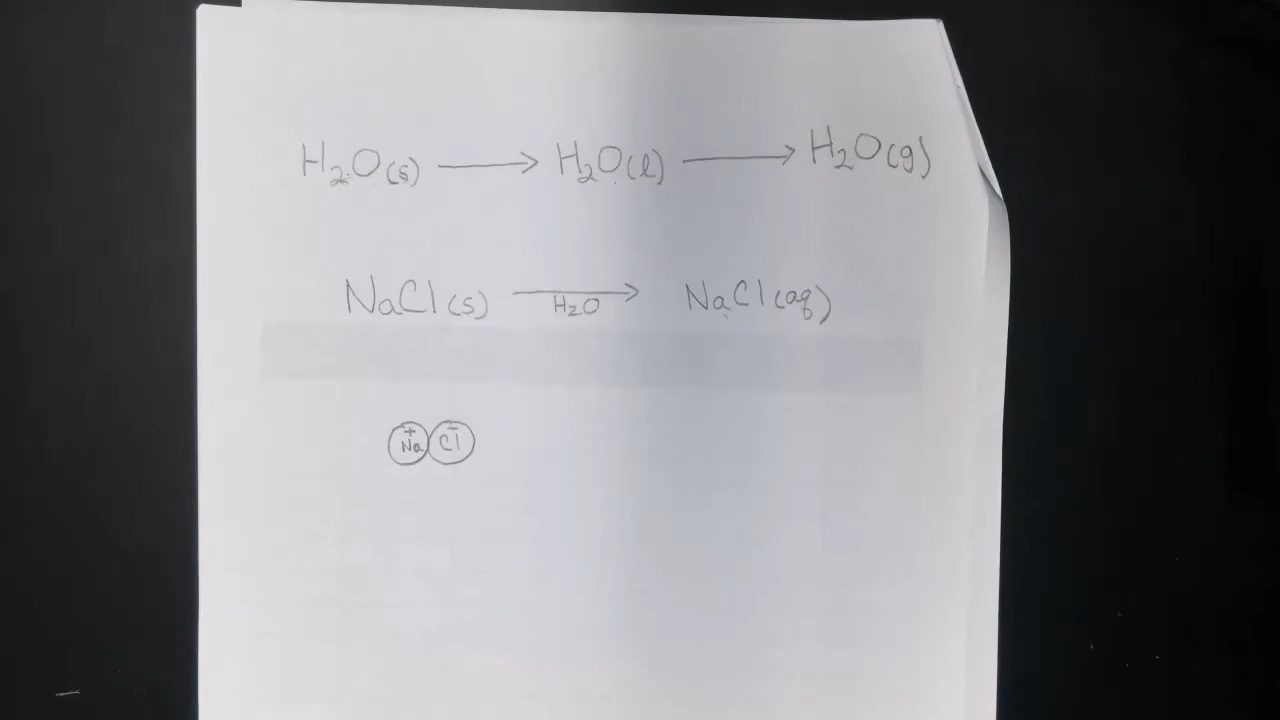 H₂O(s) ⟶ H₂O(l) ⟶ H₂O(g)
NaCl(s) ⟶ NaCl(aq)
H₂O
Na⁺ Cl⁻